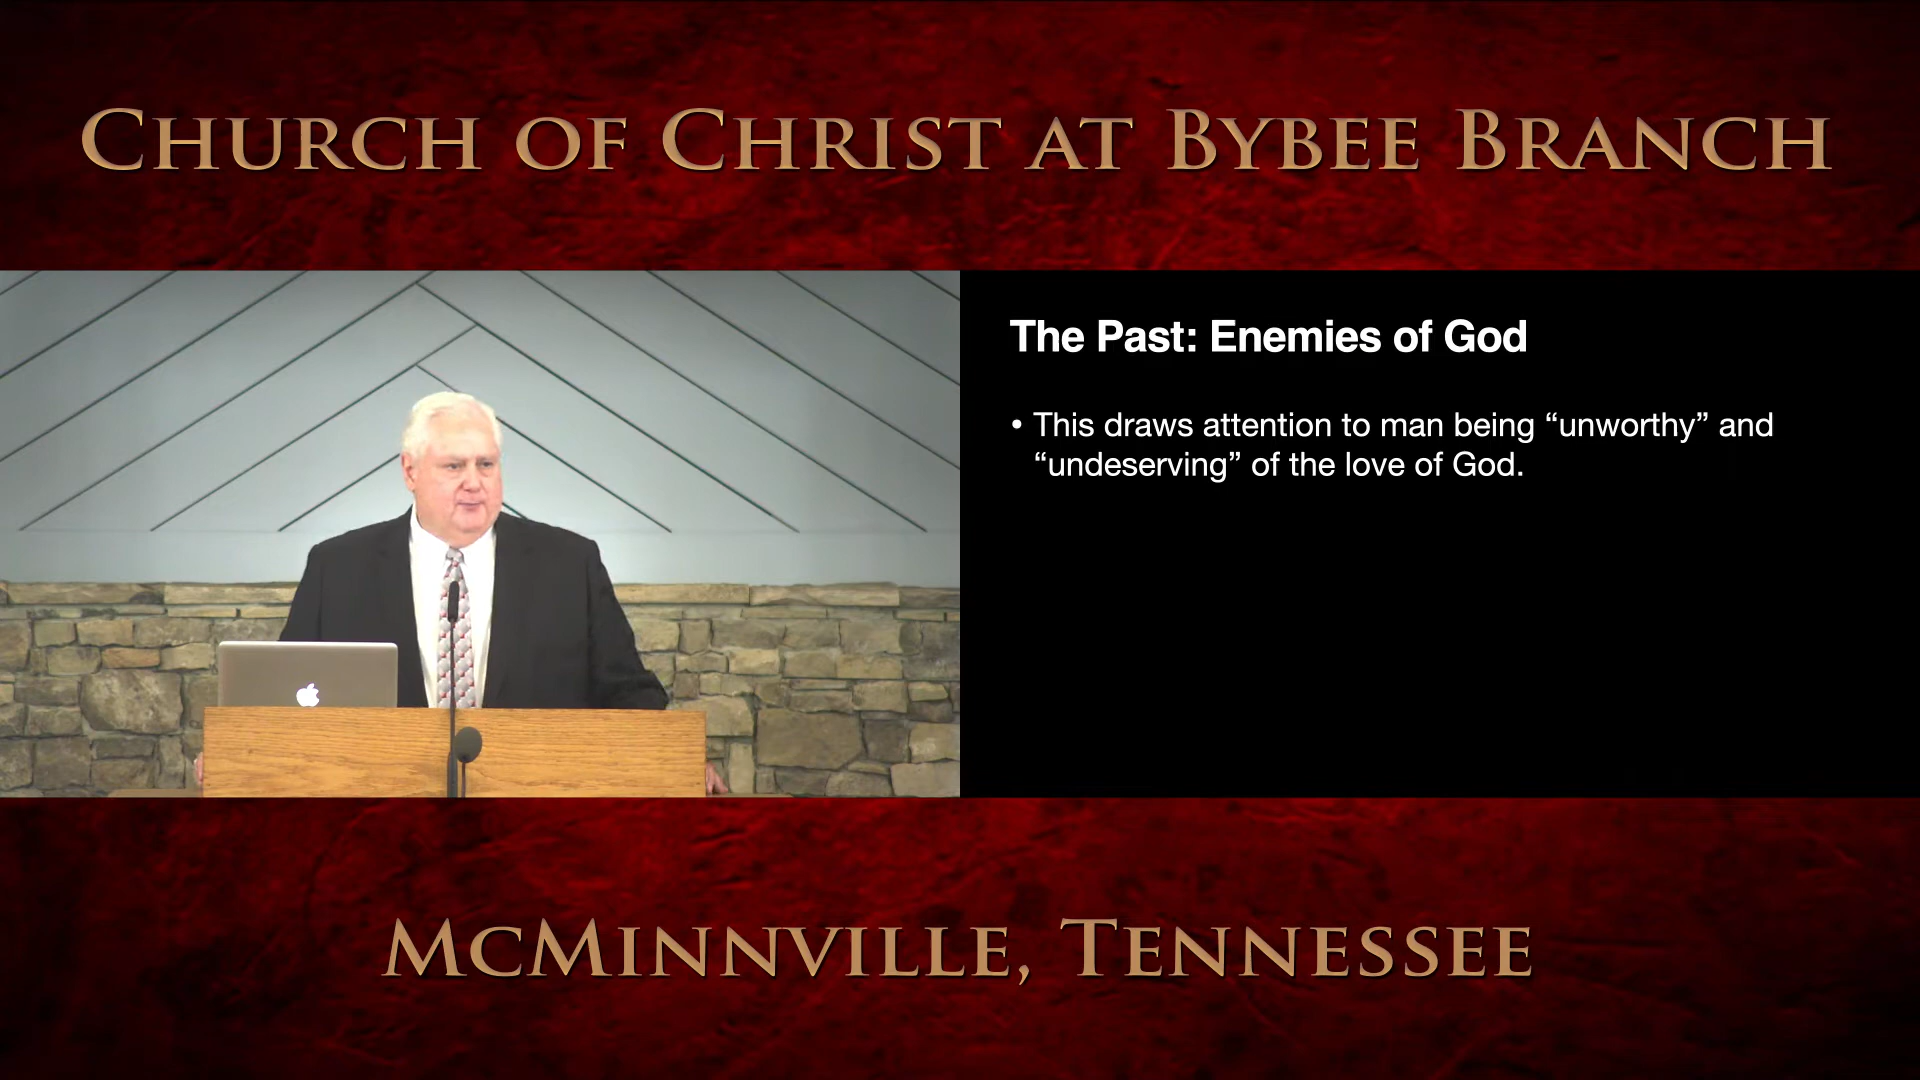 Church of Christ at Bybee Branch
The Past: Enemies of God
• This draws attention to man being “unworthy” and
“undeserving” of the love of God.
McMinnville, Tennessee